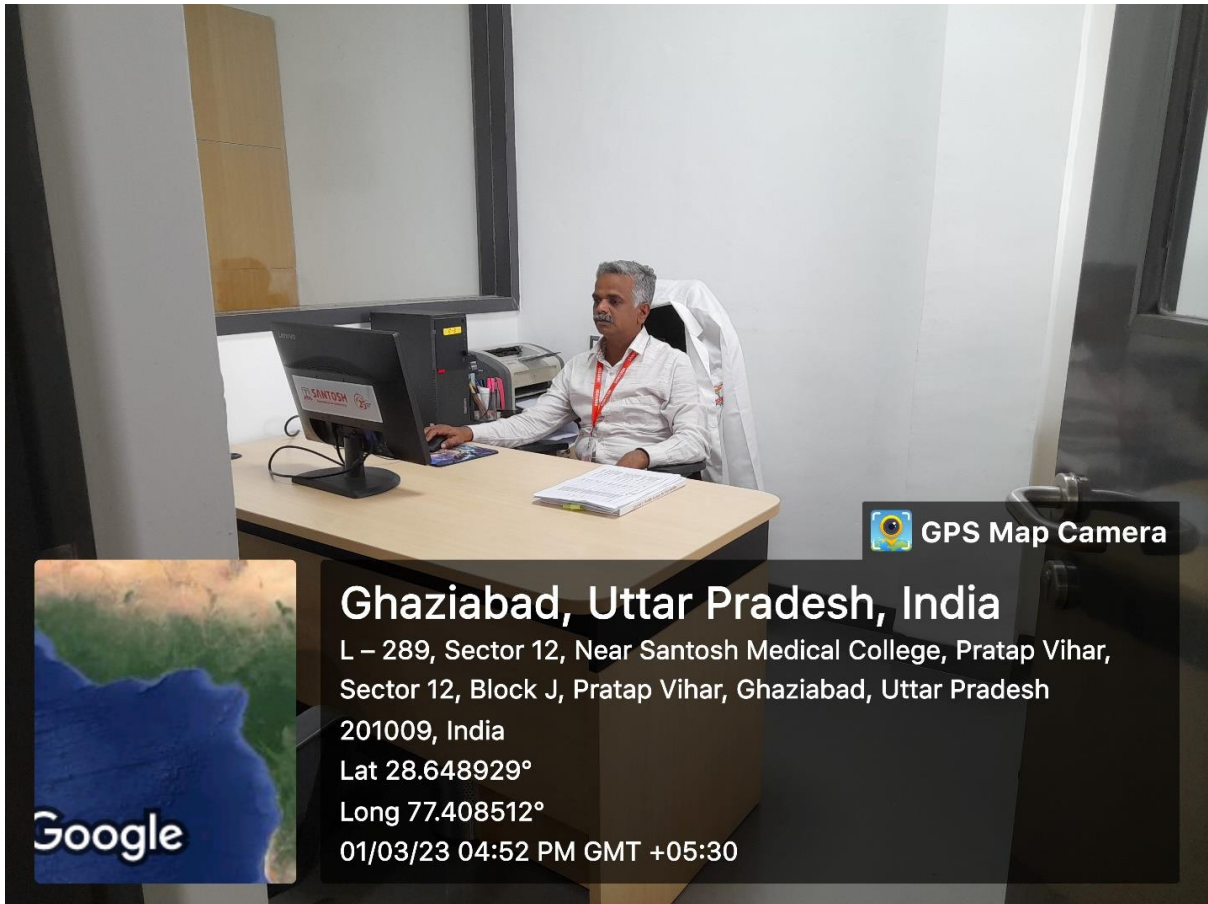 lenovo
SANTOSH
25
GPS Map Camera
Ghaziabad, Uttar Pradesh, India
L – 289, Sector 12, Near Santosh Medical College, Pratap Vihar,
Sector 12, Block J, Pratap Vihar, Ghaziabad, Uttar Pradesh
201009, India
Lat 28.648929°
Long 77.408512°
01/03/23 04:52 PM GMT +05:30
Google